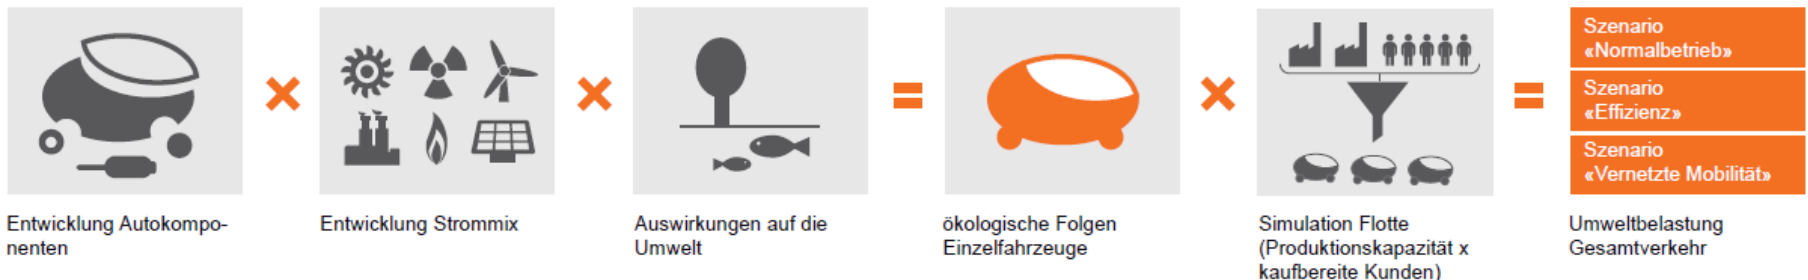 Szenario
«Normalbetrieb»
Szenario
«Effizienz»
Szenario
«Vernetzte Mobilität»
Entwicklung Autokompo-
nenten
Entwicklung Strommix
Auswirkungen auf die
Umwelt
ökologische Folgen
Einzelfahrzeuge
Simulation Flotte
(Produktionskapazität x
kaufbereite Kunden)
Umweltbelastung
Gesamtverkehr